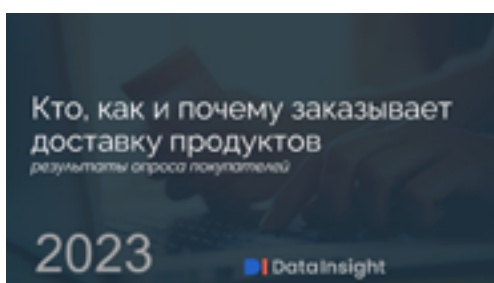 Кто, как и почему заказывает
доставку продуктов
результаты опроса покупателей
2023
DataInsight